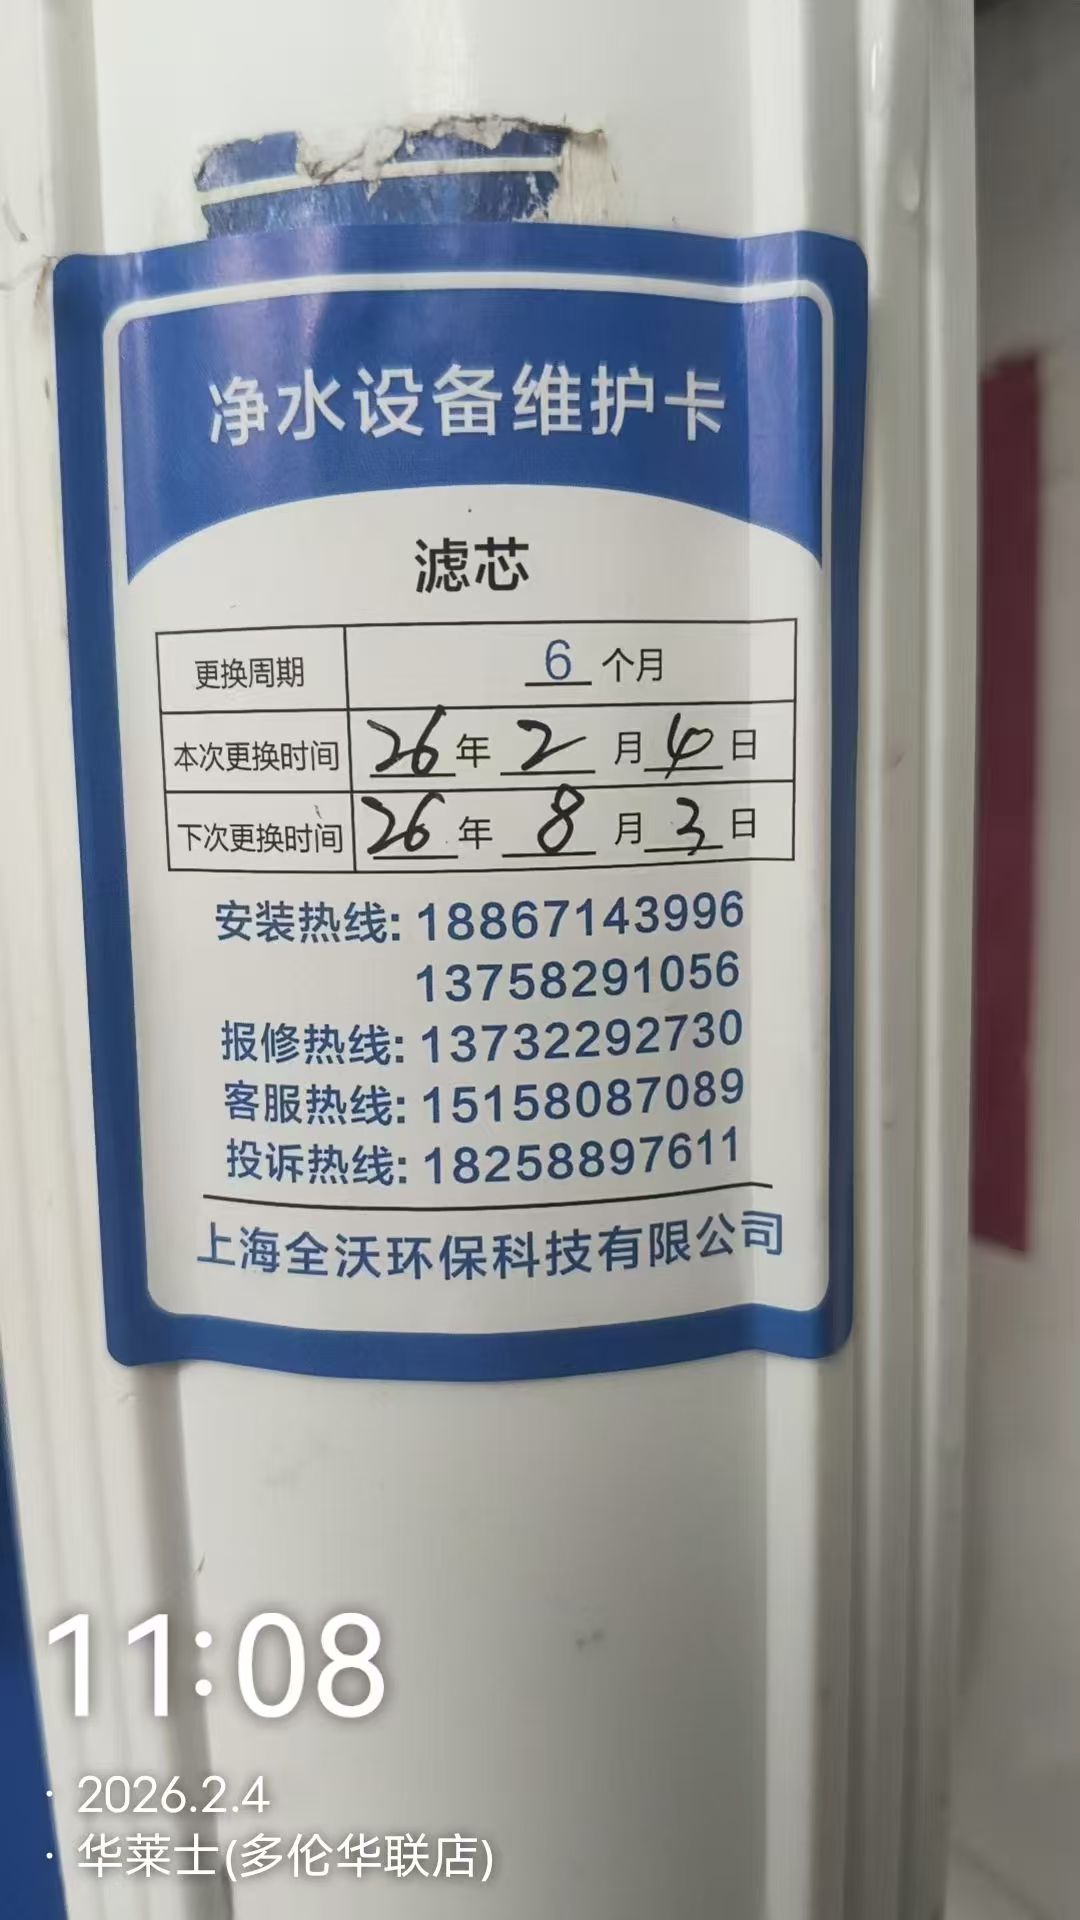 净水设备维护卡
滤芯
更换周期 6 个月
本次更换时间 26 年 2 月 4 日
下次更换时间 26 年 8 月 3 日
安装热线: 18867143996
13758291056
报修热线: 13732292730
客服热线: 15158087089
投诉热线: 18258897611
上海全沃环保科技有限公司
11:08
· 2026.2.4
· 华莱士(多伦华联店)